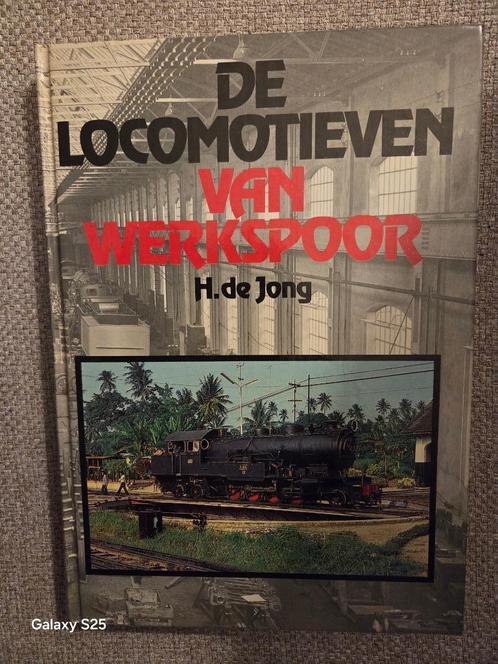 DE
LOCOMOTIEVEN
VAN
WERKSPOOR
H. de Jong
Galaxy S25